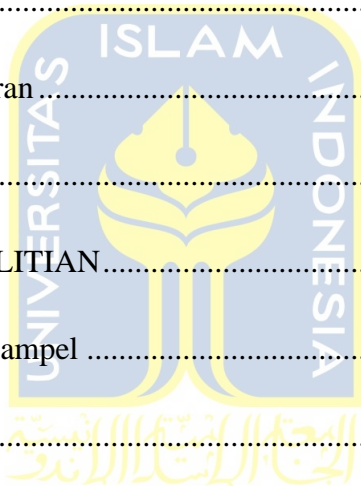 ...............................................
ISLAM
UNIVERSITAS
INDONESIA
ran ...............................................
...............................................
LITIAN...............................................
ampel ...............................................
...............................................